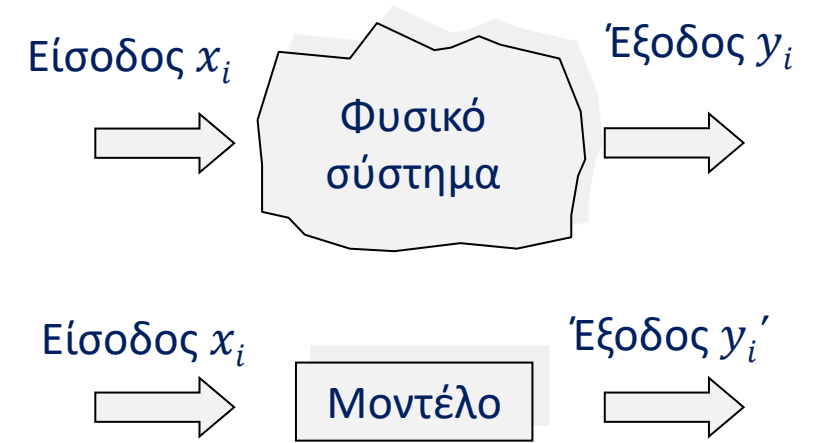 Είσοδος xᵢ
Έξοδος yᵢ
Φυσικό
σύστημα
Είσοδος xᵢ
Έξοδος yᵢ′
Μοντέλο